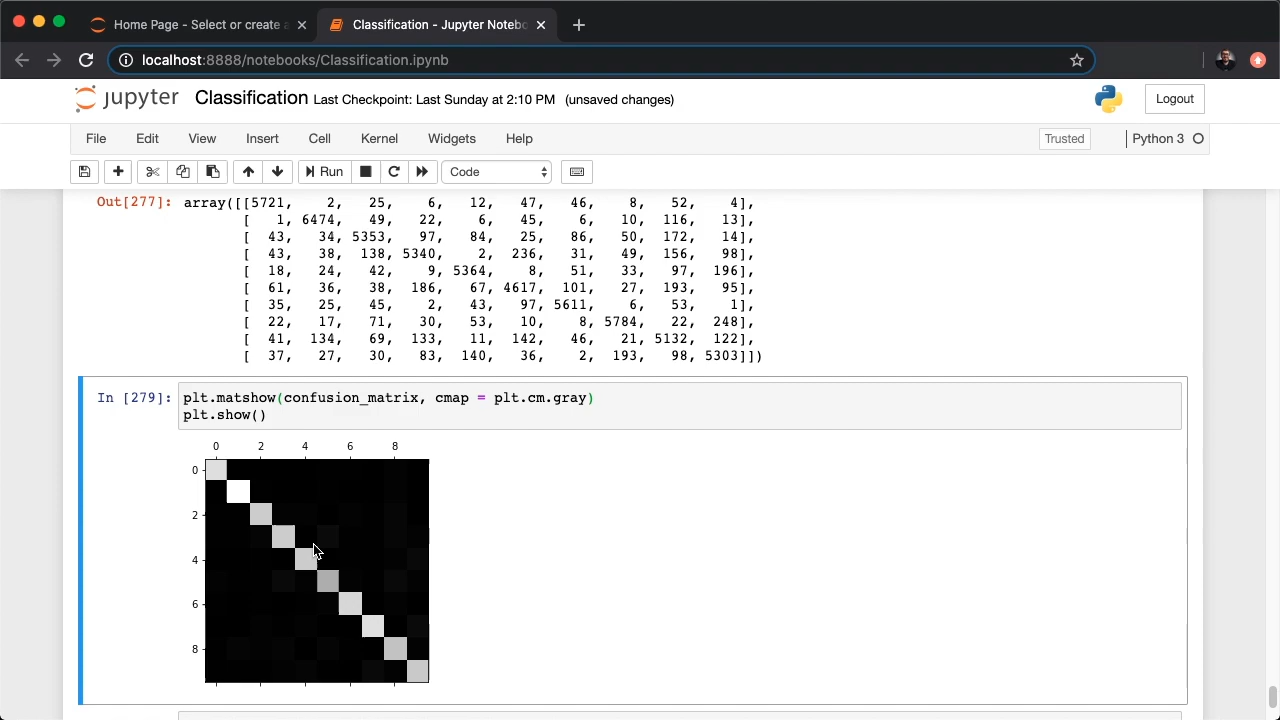 Home Page - Select or create a
Classification - Jupyter Notebo
localhost:8888/notebooks/Classification.ipynb
jupyter Classification Last Checkpoint: Last Sunday at 2:10 PM (unsaved changes)
Logout
File Edit View Insert Cell Kernel Widgets Help
Trusted
Python 3
Run
Code
Out[277]: array([[5721, 2, 25, 6, 12, 47, 46, 8, 52, 4],
[ 1, 6474, 49, 22, 6, 45, 6, 10, 116, 13],
[ 43, 34, 5353, 97, 84, 25, 86, 50, 172, 14],
[ 43, 38, 138, 5340, 2, 236, 31, 49, 156, 98],
[ 18, 24, 42, 9, 5364, 8, 51, 33, 97, 196],
[ 61, 36, 38, 186, 67, 4617, 101, 27, 193, 95],
[ 35, 25, 45, 2, 43, 97, 5611, 6, 53, 1],
[ 22, 17, 71, 30, 53, 10, 8, 5784, 22, 248],
[ 41, 134, 69, 133, 11, 142, 46, 21, 5132, 122],
[ 37, 27, 30, 83, 140, 36, 2, 193, 98, 5303]])
In [279]: plt.matshow(confusion_matrix, cmap = plt.cm.gray)
plt.show()
0 2 4 6 8
0
2
4
6
8